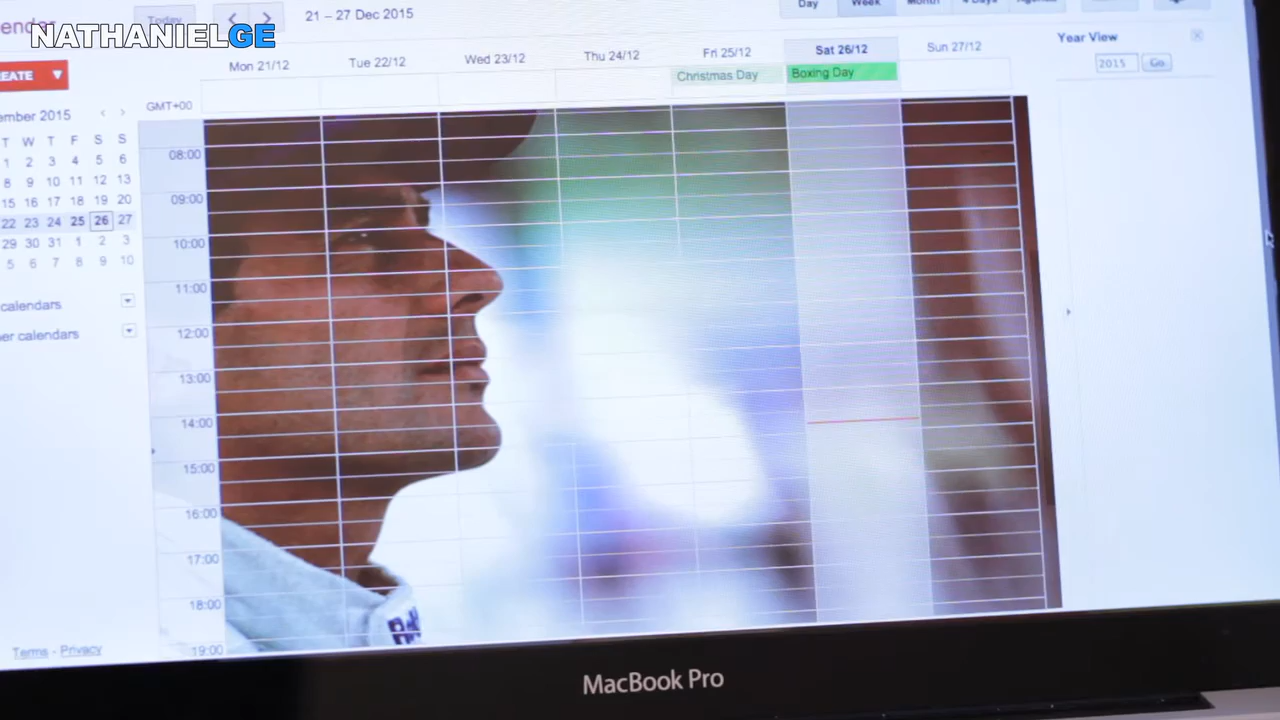 NATHANIELGE
Today
21 – 27 Dec 2015
Day
Week
Month
4 Days
EATE
Mon 21/12
Tue 22/12
Wed 23/12
Thu 24/12
Fri 25/12
Sat 26/12
Sun 27/12
Year View
2015
Go
Christmas Day
Boxing Day
GMT+00
ember 2015
T W T F S S
1 2 3 4 5 6
8 9 10 11 12 13
15 16 17 18 19 20
22 23 24 25 26 27
29 30 31 1 2 3
5 6 7 8 9 10
calendars
er calendars
08:00
09:00
10:00
11:00
12:00
13:00
14:00
15:00
16:00
17:00
18:00
19:00
Terms - Privacy
MacBook Pro